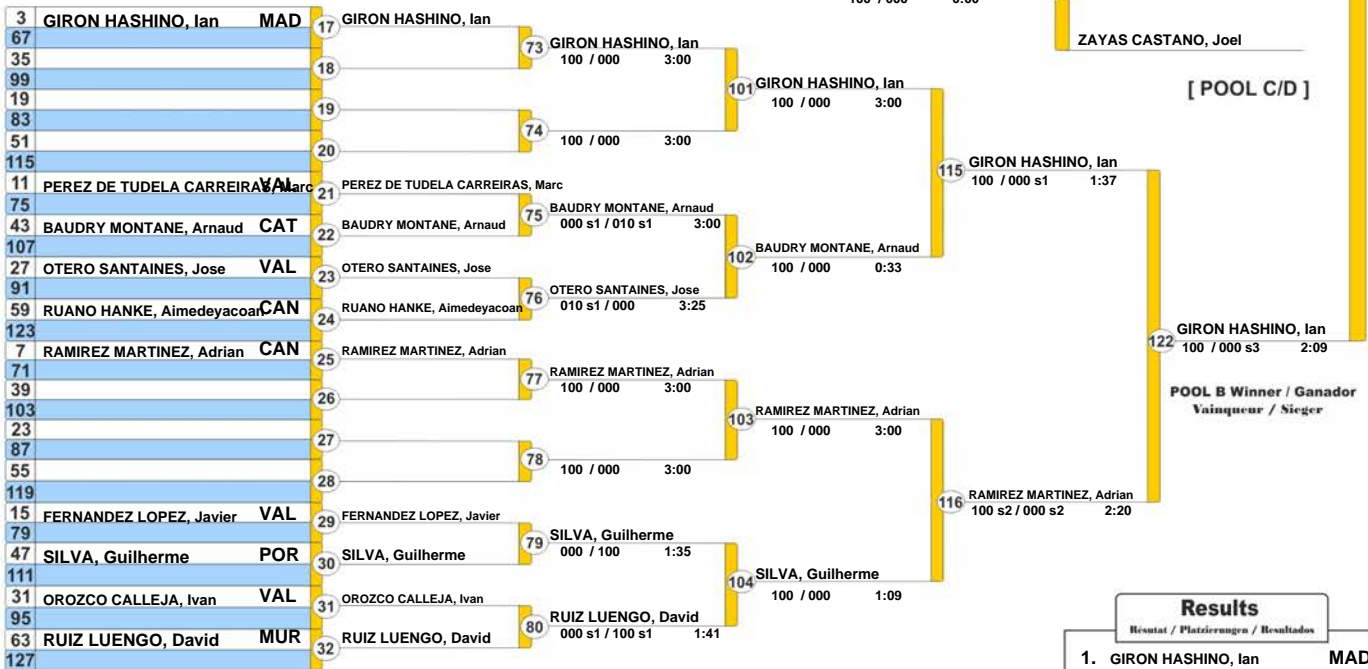 100 / 000 0:00
ZAYAS CASTANO, Joel
[ POOL C/D ]
3 GIRON HASHINO, Ian MAD
67
35
99
19
83
51
115
11 PEREZ DE TUDELA CARREIRAS, Marc VAL
75
43 BAUDRY MONTANE, Arnaud CAT
107
27 OTERO SANTAINES, Jose VAL
91
59 RUANO HANKE, Aimedeyacoan CAN
123
7 RAMIREZ MARTINEZ, Adrian CAN
71
39
103
23
87
55
119
15 FERNANDEZ LOPEZ, Javier VAL
79
47 SILVA, Guilherme POR
111
31 OROZCO CALLEJA, Ivan VAL
95
63 RUIZ LUENGO, David MUR
127
17 GIRON HASHINO, Ian
18
19
20
21 PEREZ DE TUDELA CARREIRAS, Marc
22 BAUDRY MONTANE, Arnaud
23 OTERO SANTAINES, Jose
24 RUANO HANKE, Aimedeyacoan
25 RAMIREZ MARTINEZ, Adrian
26
27
28
29 FERNANDEZ LOPEZ, Javier
30 SILVA, Guilherme
31 OROZCO CALLEJA, Ivan
32 RUIZ LUENGO, David
73 GIRON HASHINO, Ian
100 / 000 3:00
74
100 / 000 3:00
75 BAUDRY MONTANE, Arnaud
000 s1 / 010 s1 3:00
76 OTERO SANTAINES, Jose
010 s1 / 000 3:25
77 RAMIREZ MARTINEZ, Adrian
100 / 000 3:00
78
100 / 000 3:00
79 SILVA, Guilherme
000 / 100 1:35
80 RUIZ LUENGO, David
000 s1 / 100 s1 1:41
101 GIRON HASHINO, Ian
100 / 000 3:00
102 BAUDRY MONTANE, Arnaud
100 / 000 0:33
103 RAMIREZ MARTINEZ, Adrian
100 / 000 3:00
104 SILVA, Guilherme
100 / 000 1:09
115 GIRON HASHINO, Ian
100 / 000 s1 1:37
116 RAMIREZ MARTINEZ, Adrian
100 s2 / 000 s2 2:20
122 GIRON HASHINO, Ian
100 / 000 s3 2:09
POOL B Winner / Ganador
Vainqueur / Sieger
Results
Résutat / Platzierungen / Resultados
1. GIRON HASHINO, Ian MAD